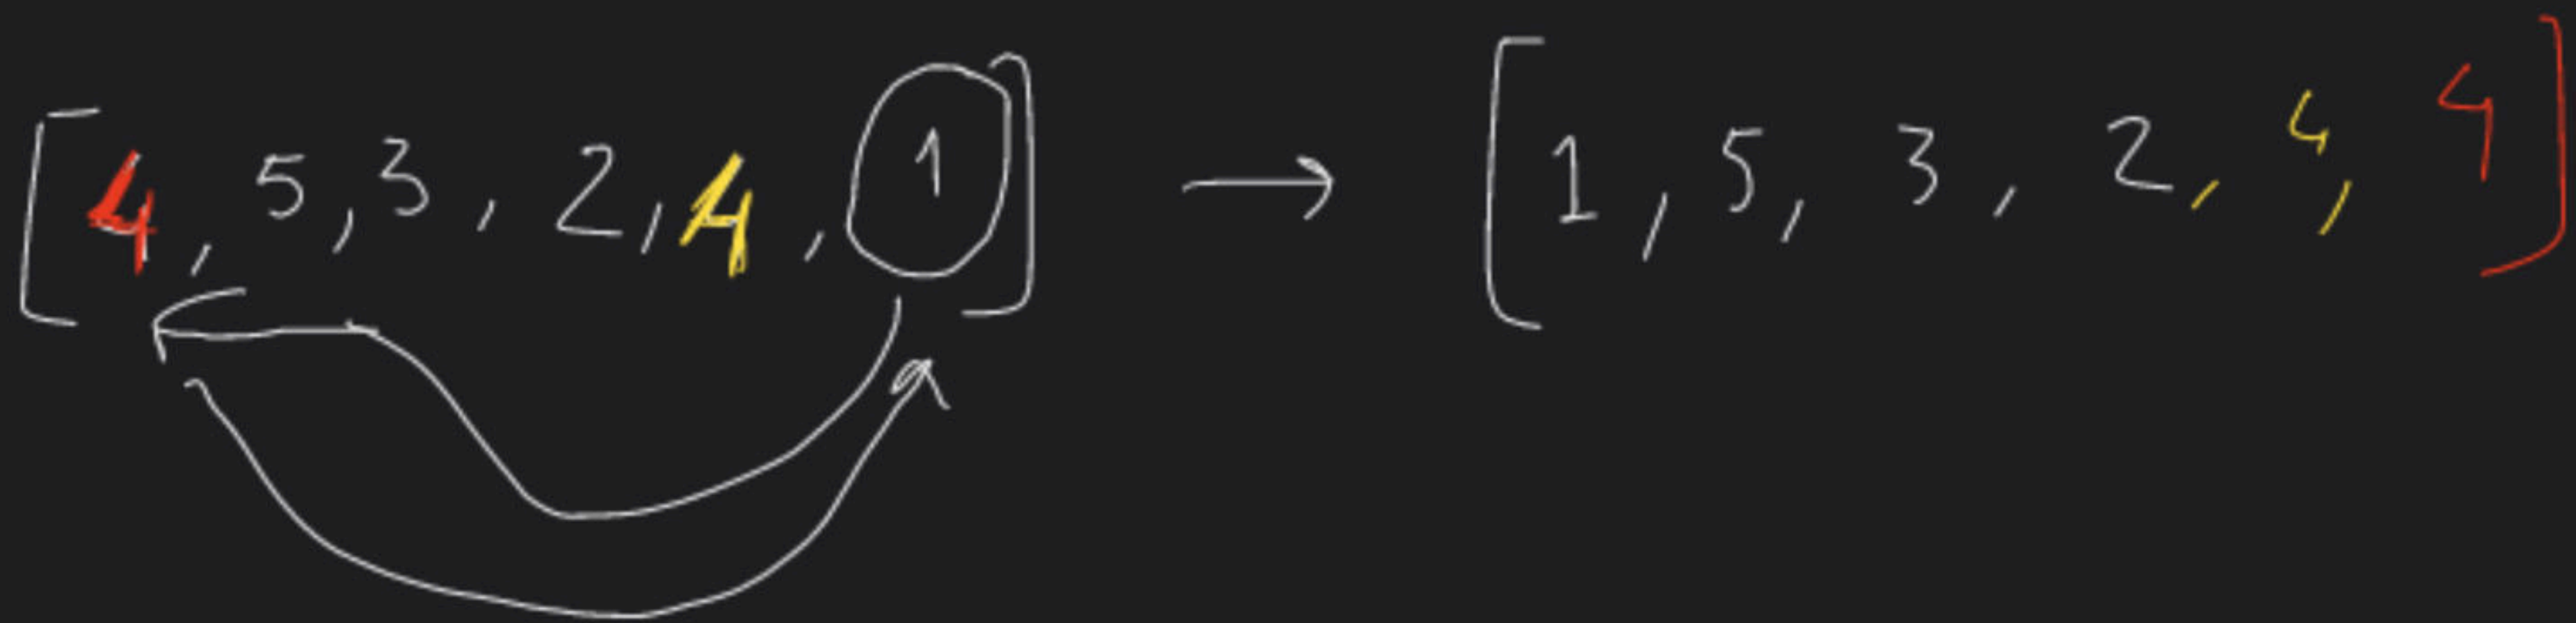 [4, 5, 3, 2, 4, 1] → [1, 5, 3, 2, 4, 4]